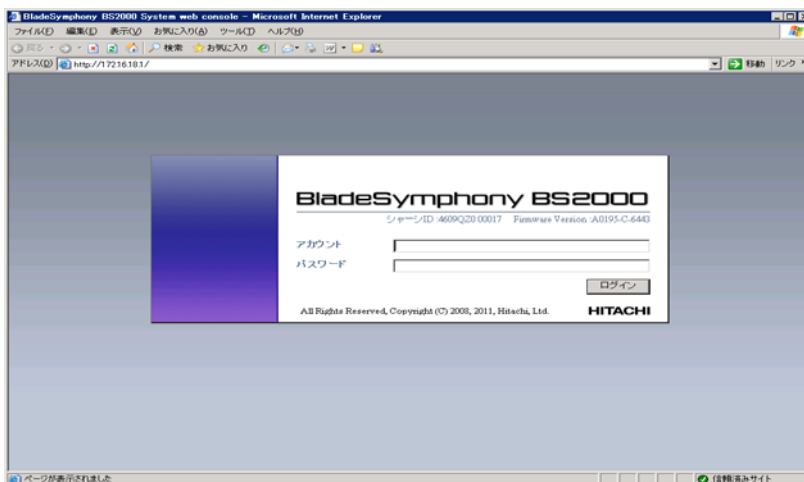 BladeSymphony BS2000 System web console - Microsoft Internet Explorer
ファイル(F) 編集(E) 表示(V) お気に入り(A) ツール(T) ヘルプ(H)
戻る 検索 お気に入り
アドレス(D) http://172.16.18.1/ 移動 リンク
BladeSymphony BS2000
シャーシID :4609QZ0 00017 Firmware Version :A0195-C-6443
アカウント
パスワード
ログイン
All Rights Reserved, Copyright (C) 2008, 2011, Hitachi, Ltd. HITACHI
ページが表示されました 信頼済みサイト